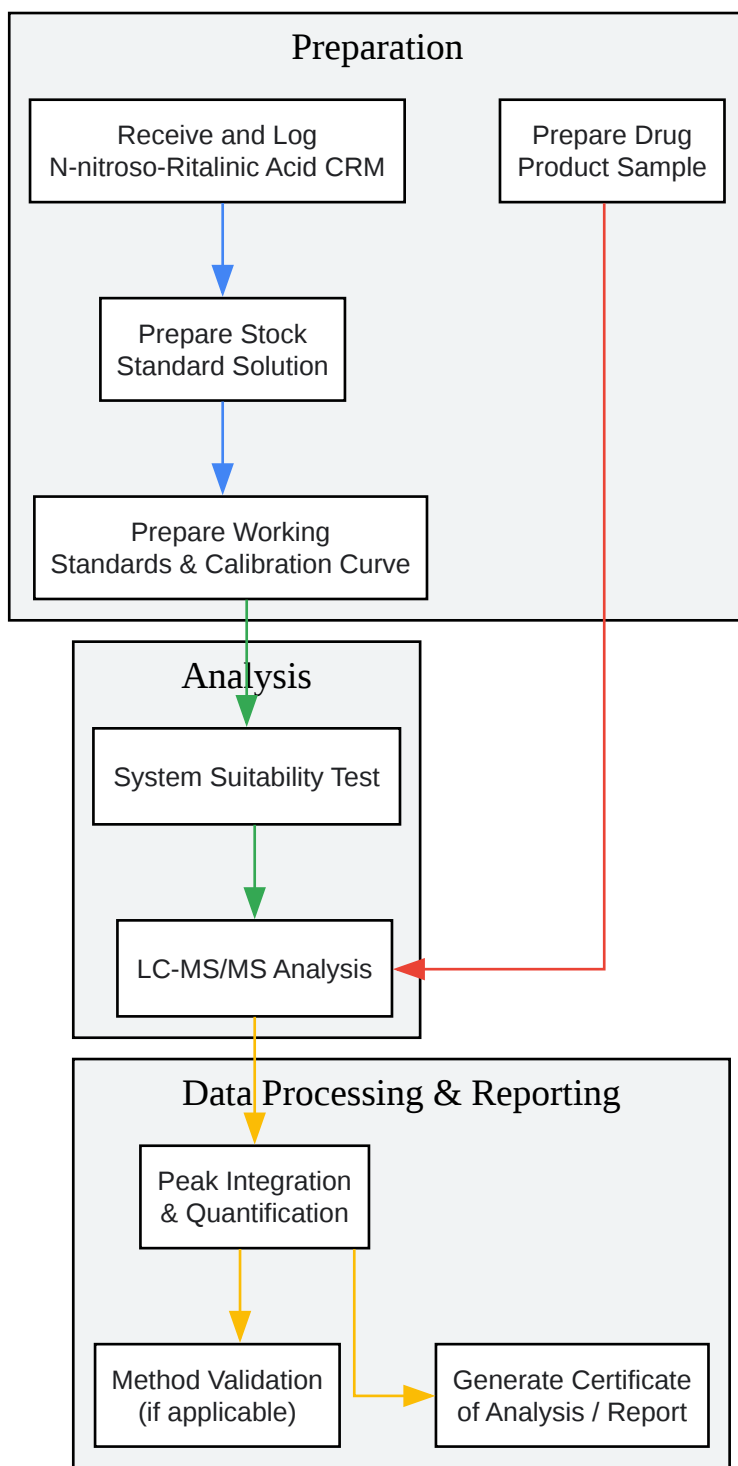 Preparation
Receive and Log
N-nitroso-Ritalinic Acid CRM
Prepare Drug
Product Sample
Prepare Stock
Standard Solution
Prepare Working
Standards & Calibration Curve
Analysis
System Suitability Test
LC-MS/MS Analysis
Data Processing & Reporting
Peak Integration
& Quantification
Method Validation
(if applicable)
Generate Certificate
of Analysis / Report